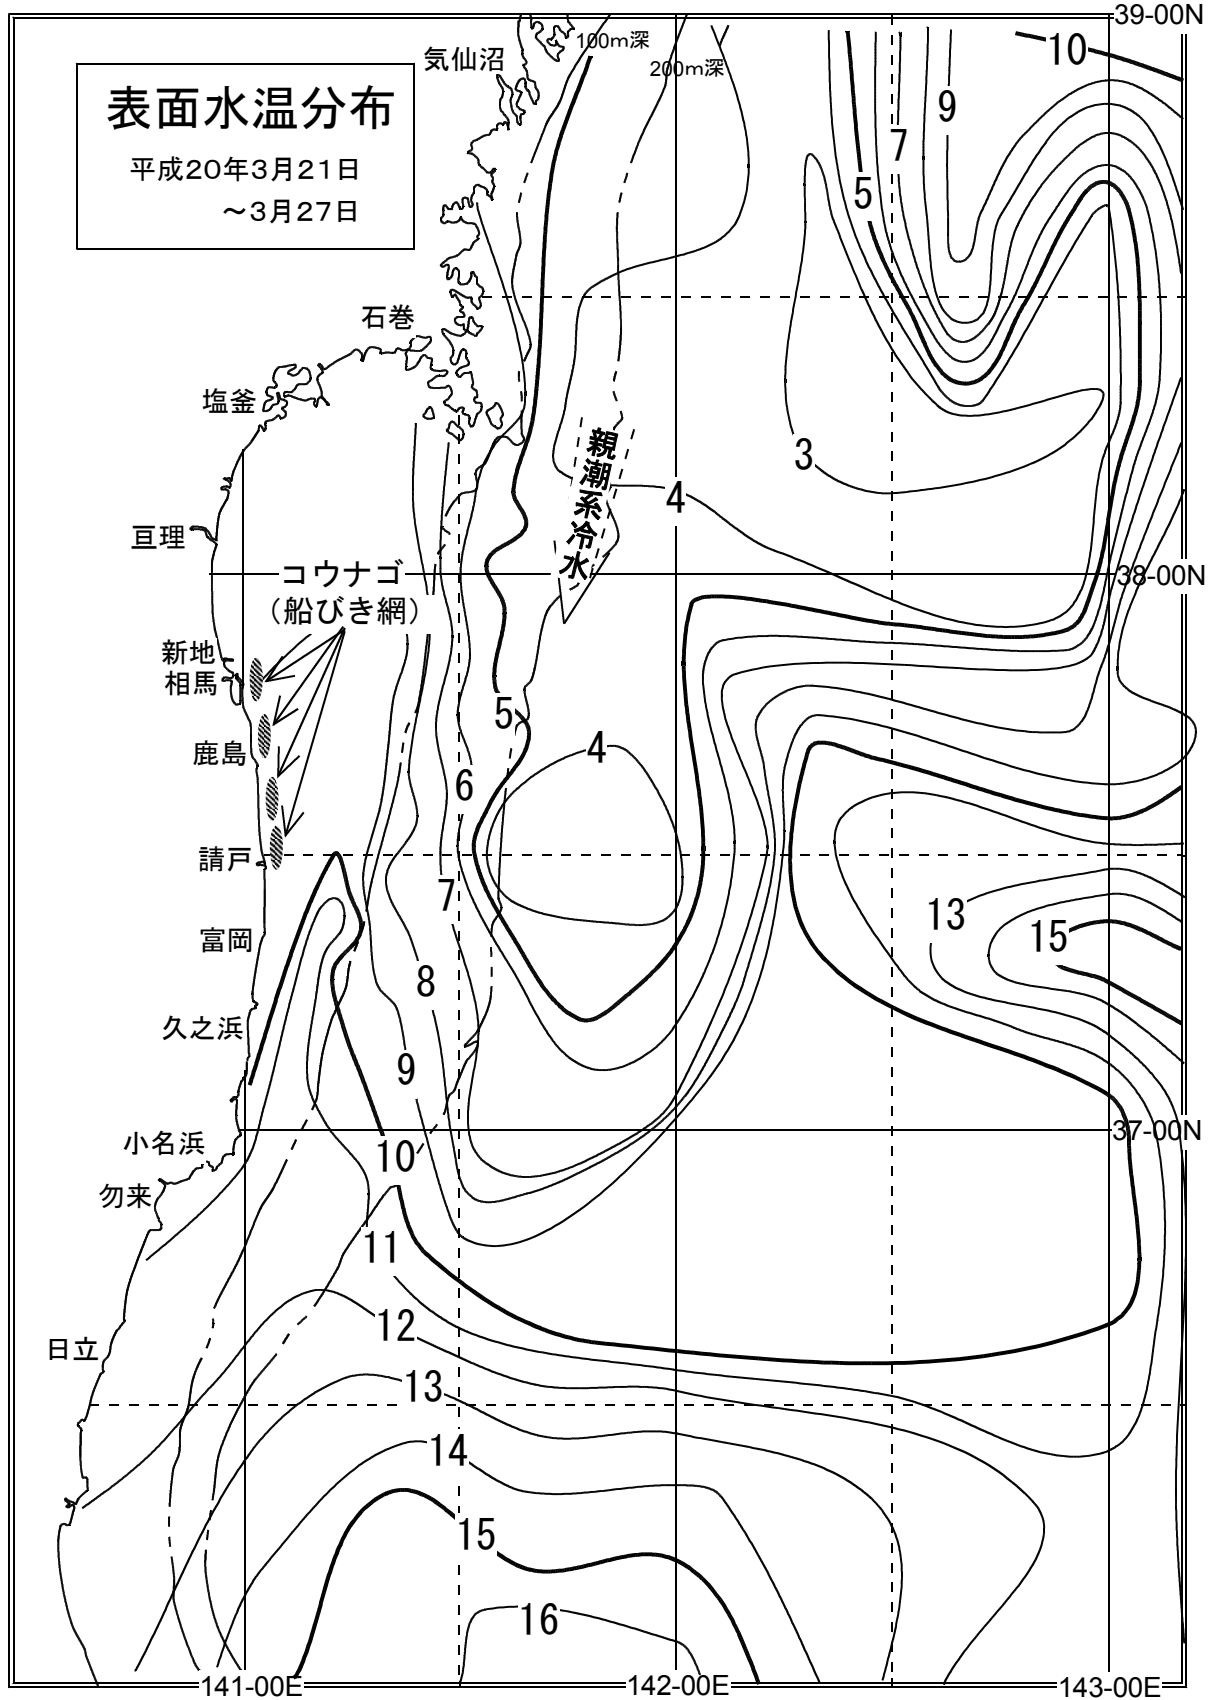 39-00N
100m深
気仙沼
10
200m深
表面水温分布
9
7
平成20年3月21日
5
～3月27日
石巻
塩釜
親潮系冷水
3
4
亘理
コウナゴ
38-00N
（船びき網）
新地
相馬
5
鹿島
4
6
請戸
7
13
15
富岡
8
久之浜
9
37-00N
小名浜
10
勿来
11
12
日立
13
14
15
16
141-00E
142-00E
143-00E